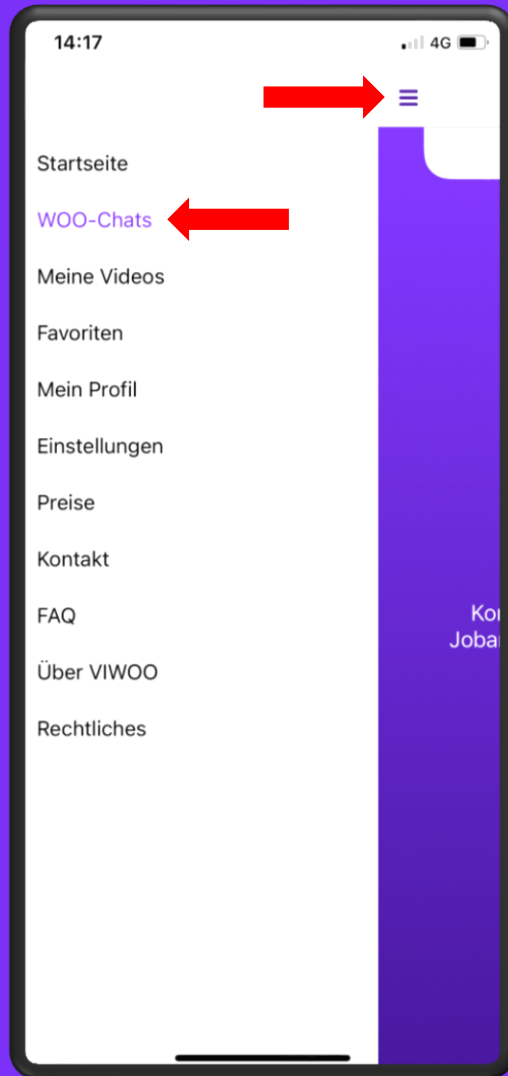 14:17
4G
Startseite
WOO-Chats
Meine Videos
Favoriten
Mein Profil
Einstellungen
Preise
Kontakt
FAQ
Über VIWOO
Rechtliches